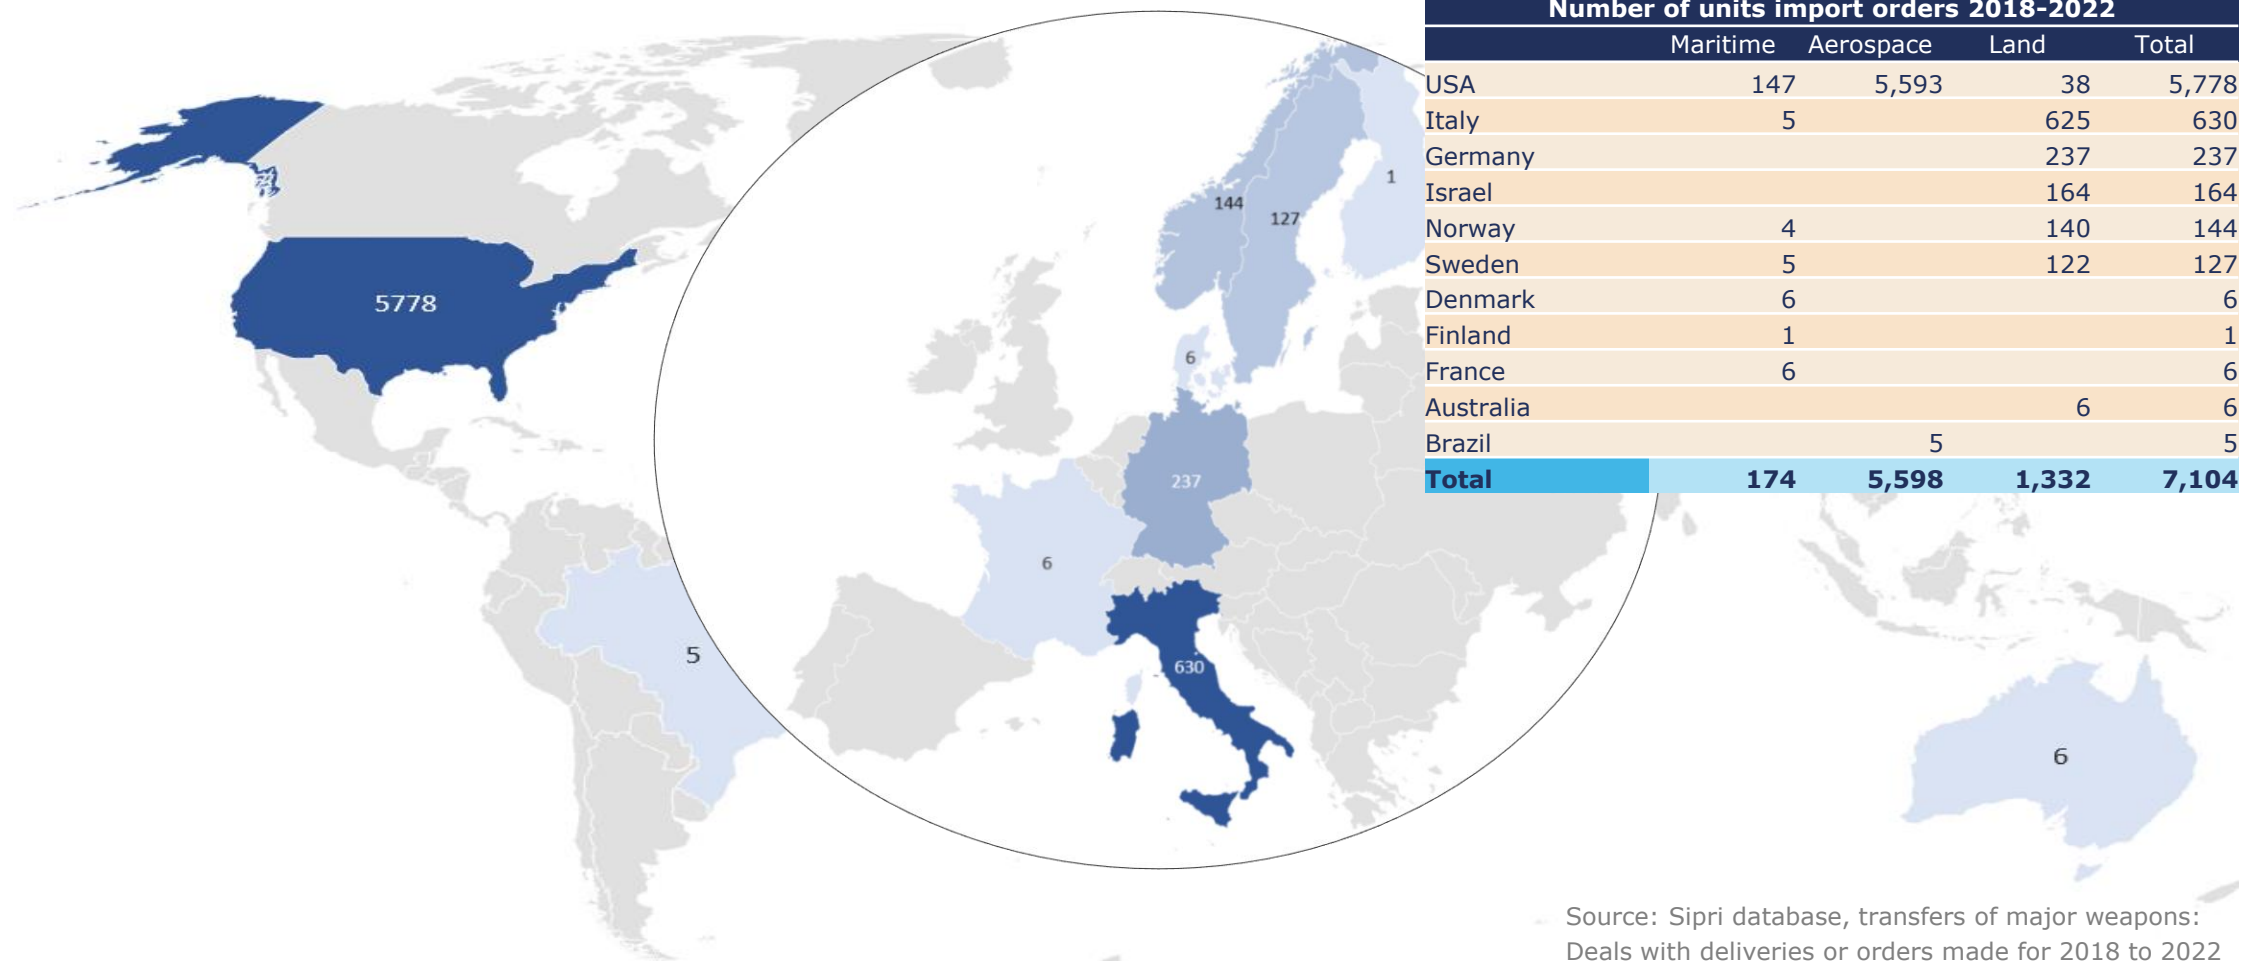 Number of units import orders 2018-2022
Maritime Aerospace Land Total
USA 147 5,593 38 5,778
Italy 5 625 630
Germany 237 237
Israel 164 164
Norway 4 140 144
Sweden 5 122 127
Denmark 6 6
Finland 1 1
France 6 6
Australia 6 6
Brazil 5 5
Total 174 5,598 1,332 7,104
1
144
127
5778
6
237
6
5
630
6
Source: Sipri database, transfers of major weapons:
Deals with deliveries or orders made for 2018 to 2022